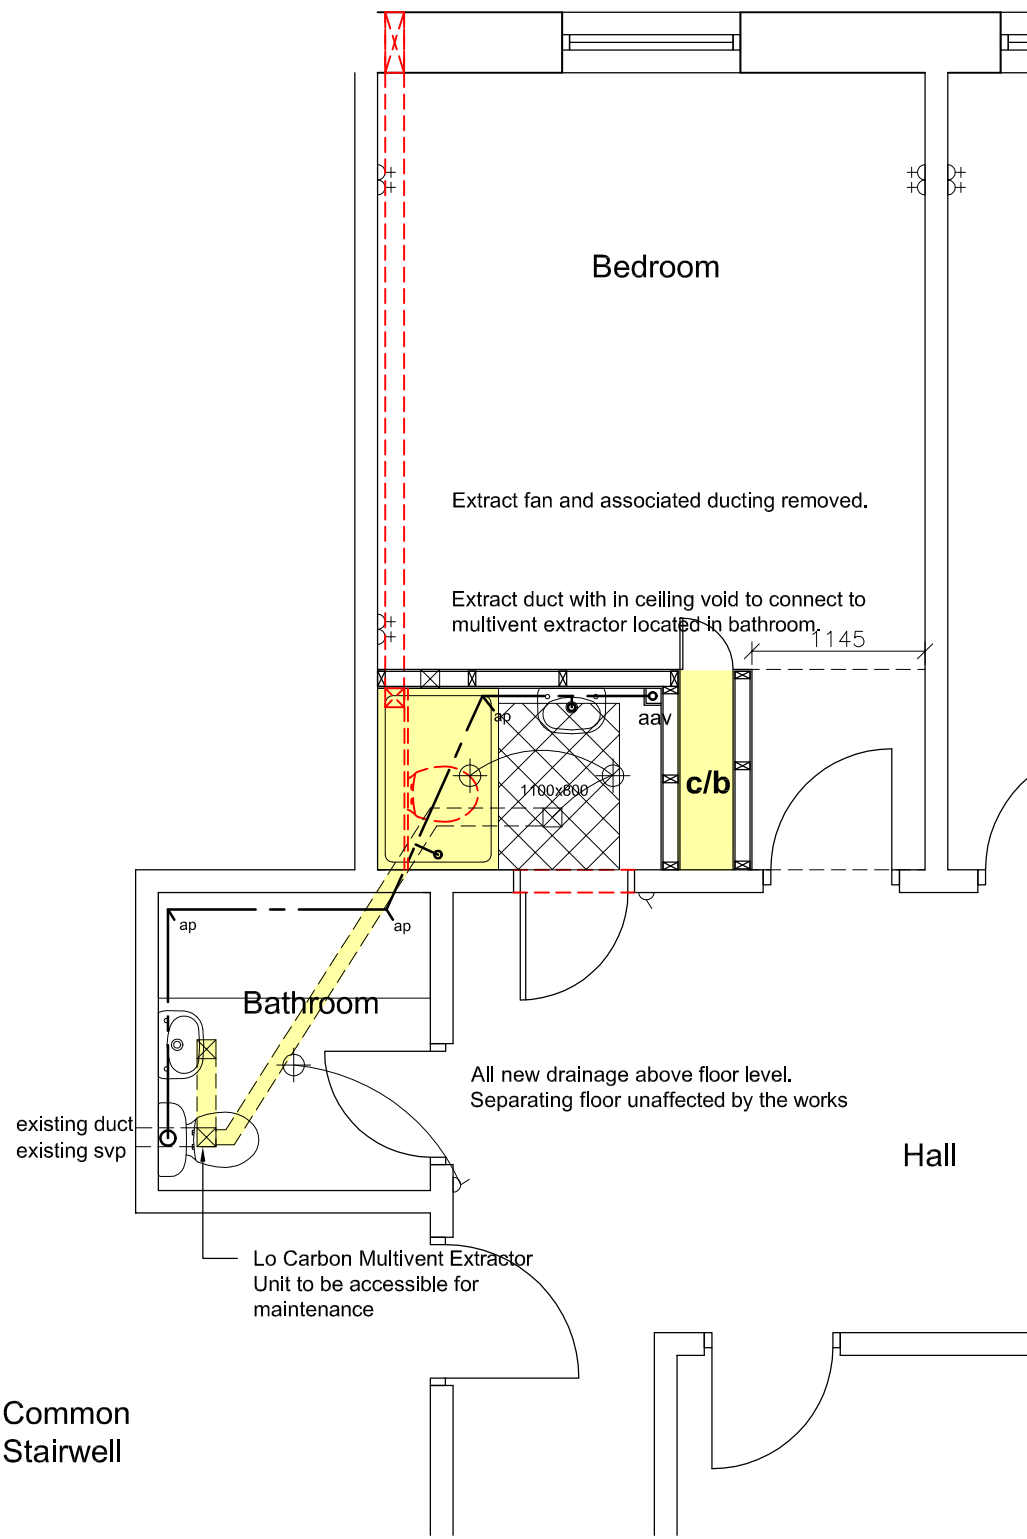 Bedroom
Extract fan and associated ducting removed.
Extract duct with in ceiling void to connect to
multivent extractor located in bathroom.
1145
ap
aav
1100x800
c/b
ap
ap
Bathroom
All new drainage above floor level.
Separating floor unaffected by the works
existing duct
existing svp
Hall
Lo Carbon Multivent Extractor
Unit to be accessible for
maintenance
Common
Stairwell